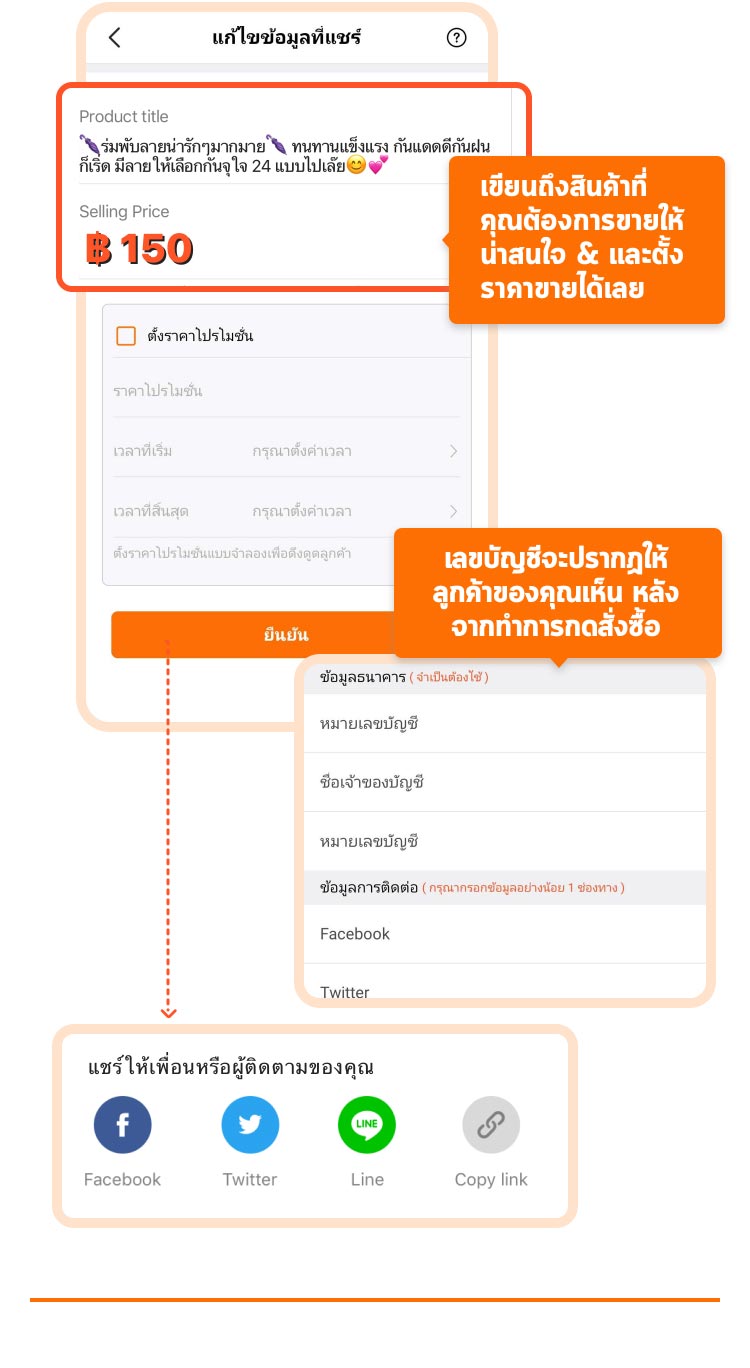 แก้ไขข้อมูลที่แชร์
Product title
🌂ร่มพับลายน่ารักๆมากมาย🌂 ทนทานแข็งแรง กันแดดดีกันฝน
ก็เริ่ด มีลายให้เลือกกันจุใจ 24 แบบไปเล๊ย😊💕
Selling Price
฿ 150
เขียนถึงสินค้าที่
คุณต้องการขายให้
น่าสนใจ & และตั้ง
ราคาขายได้เลย
ตั้งราคาโปรโมชั่น
ราคาโปรโมชั่น
เวลาที่เริ่ม กรุณาตั้งค่าเวลา
เวลาที่สิ้นสุด กรุณาตั้งค่าเวลา
ตั้งราคาโปรโมชั่นแบบจำลองเพื่อดึงดูดลูกค้า
ยืนยัน
เลขบัญชีจะปรากฏให้
ลูกค้าของคุณเห็น หลัง
จากทำการกดสั่งซื้อ
ข้อมูลธนาคาร ( จำเป็นต้องใช้ )
หมายเลขบัญชี
ชื่อเจ้าของบัญชี
หมายเลขบัญชี
ข้อมูลการติดต่อ ( กรุณากรอกข้อมูลอย่างน้อย 1 ช่องทาง )
Facebook
Twitter
แชร์ให้เพื่อนหรือผู้ติดตามของคุณ
LINE
Facebook Twitter Line Copy link